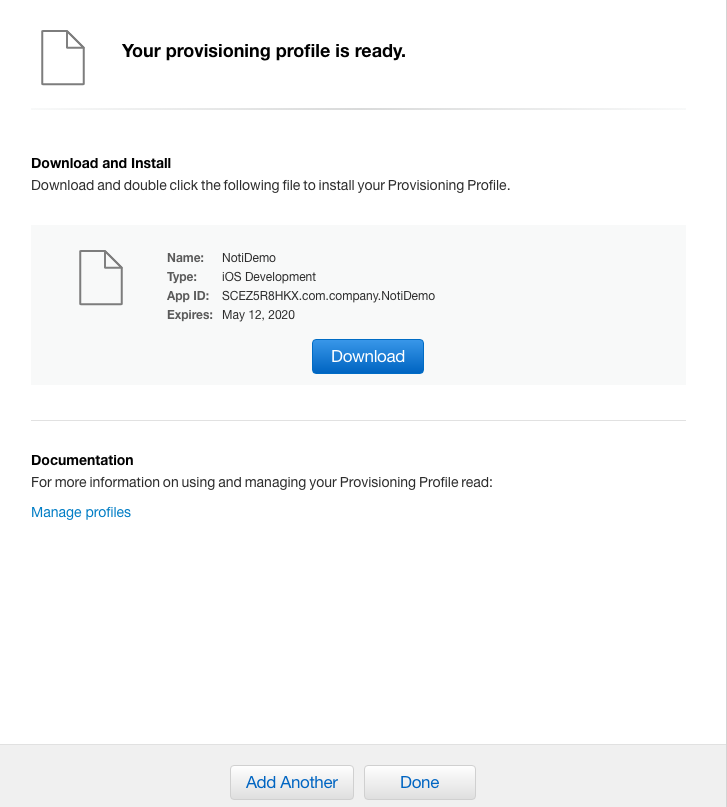 Your provisioning profile is ready.
Download and Install
Download and double click the following file to install your Provisioning Profile.
Name: NotiDemo
Type: iOS Development
App ID: SCEZ5R8HKX.com.company.NotiDemo
Expires: May 12, 2020
Download
Documentation
For more information on using and managing your Provisioning Profile read:
Manage profiles
Add Another
Done